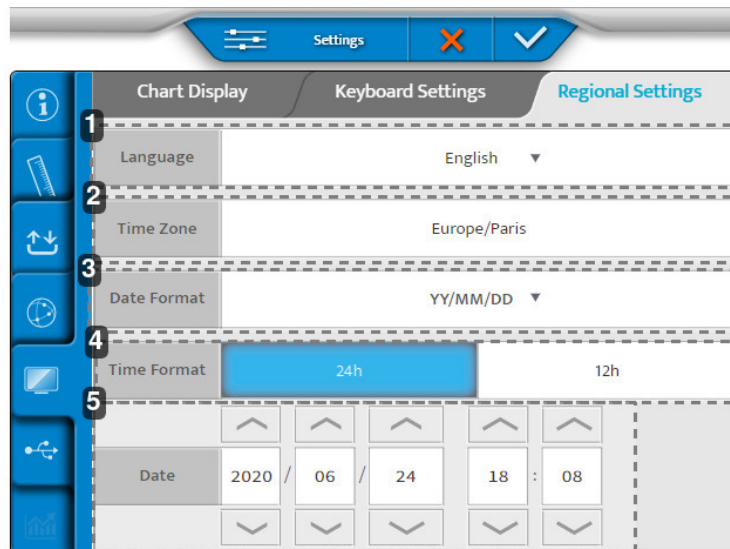 Settings
Chart Display Keyboard Settings Regional Settings
1
Language English
2
Time Zone Europe/Paris
3
Date Format YY/MM/DD
4
Time Format 24h 12h
5
Date 2020 / 06 / 24 18 : 08